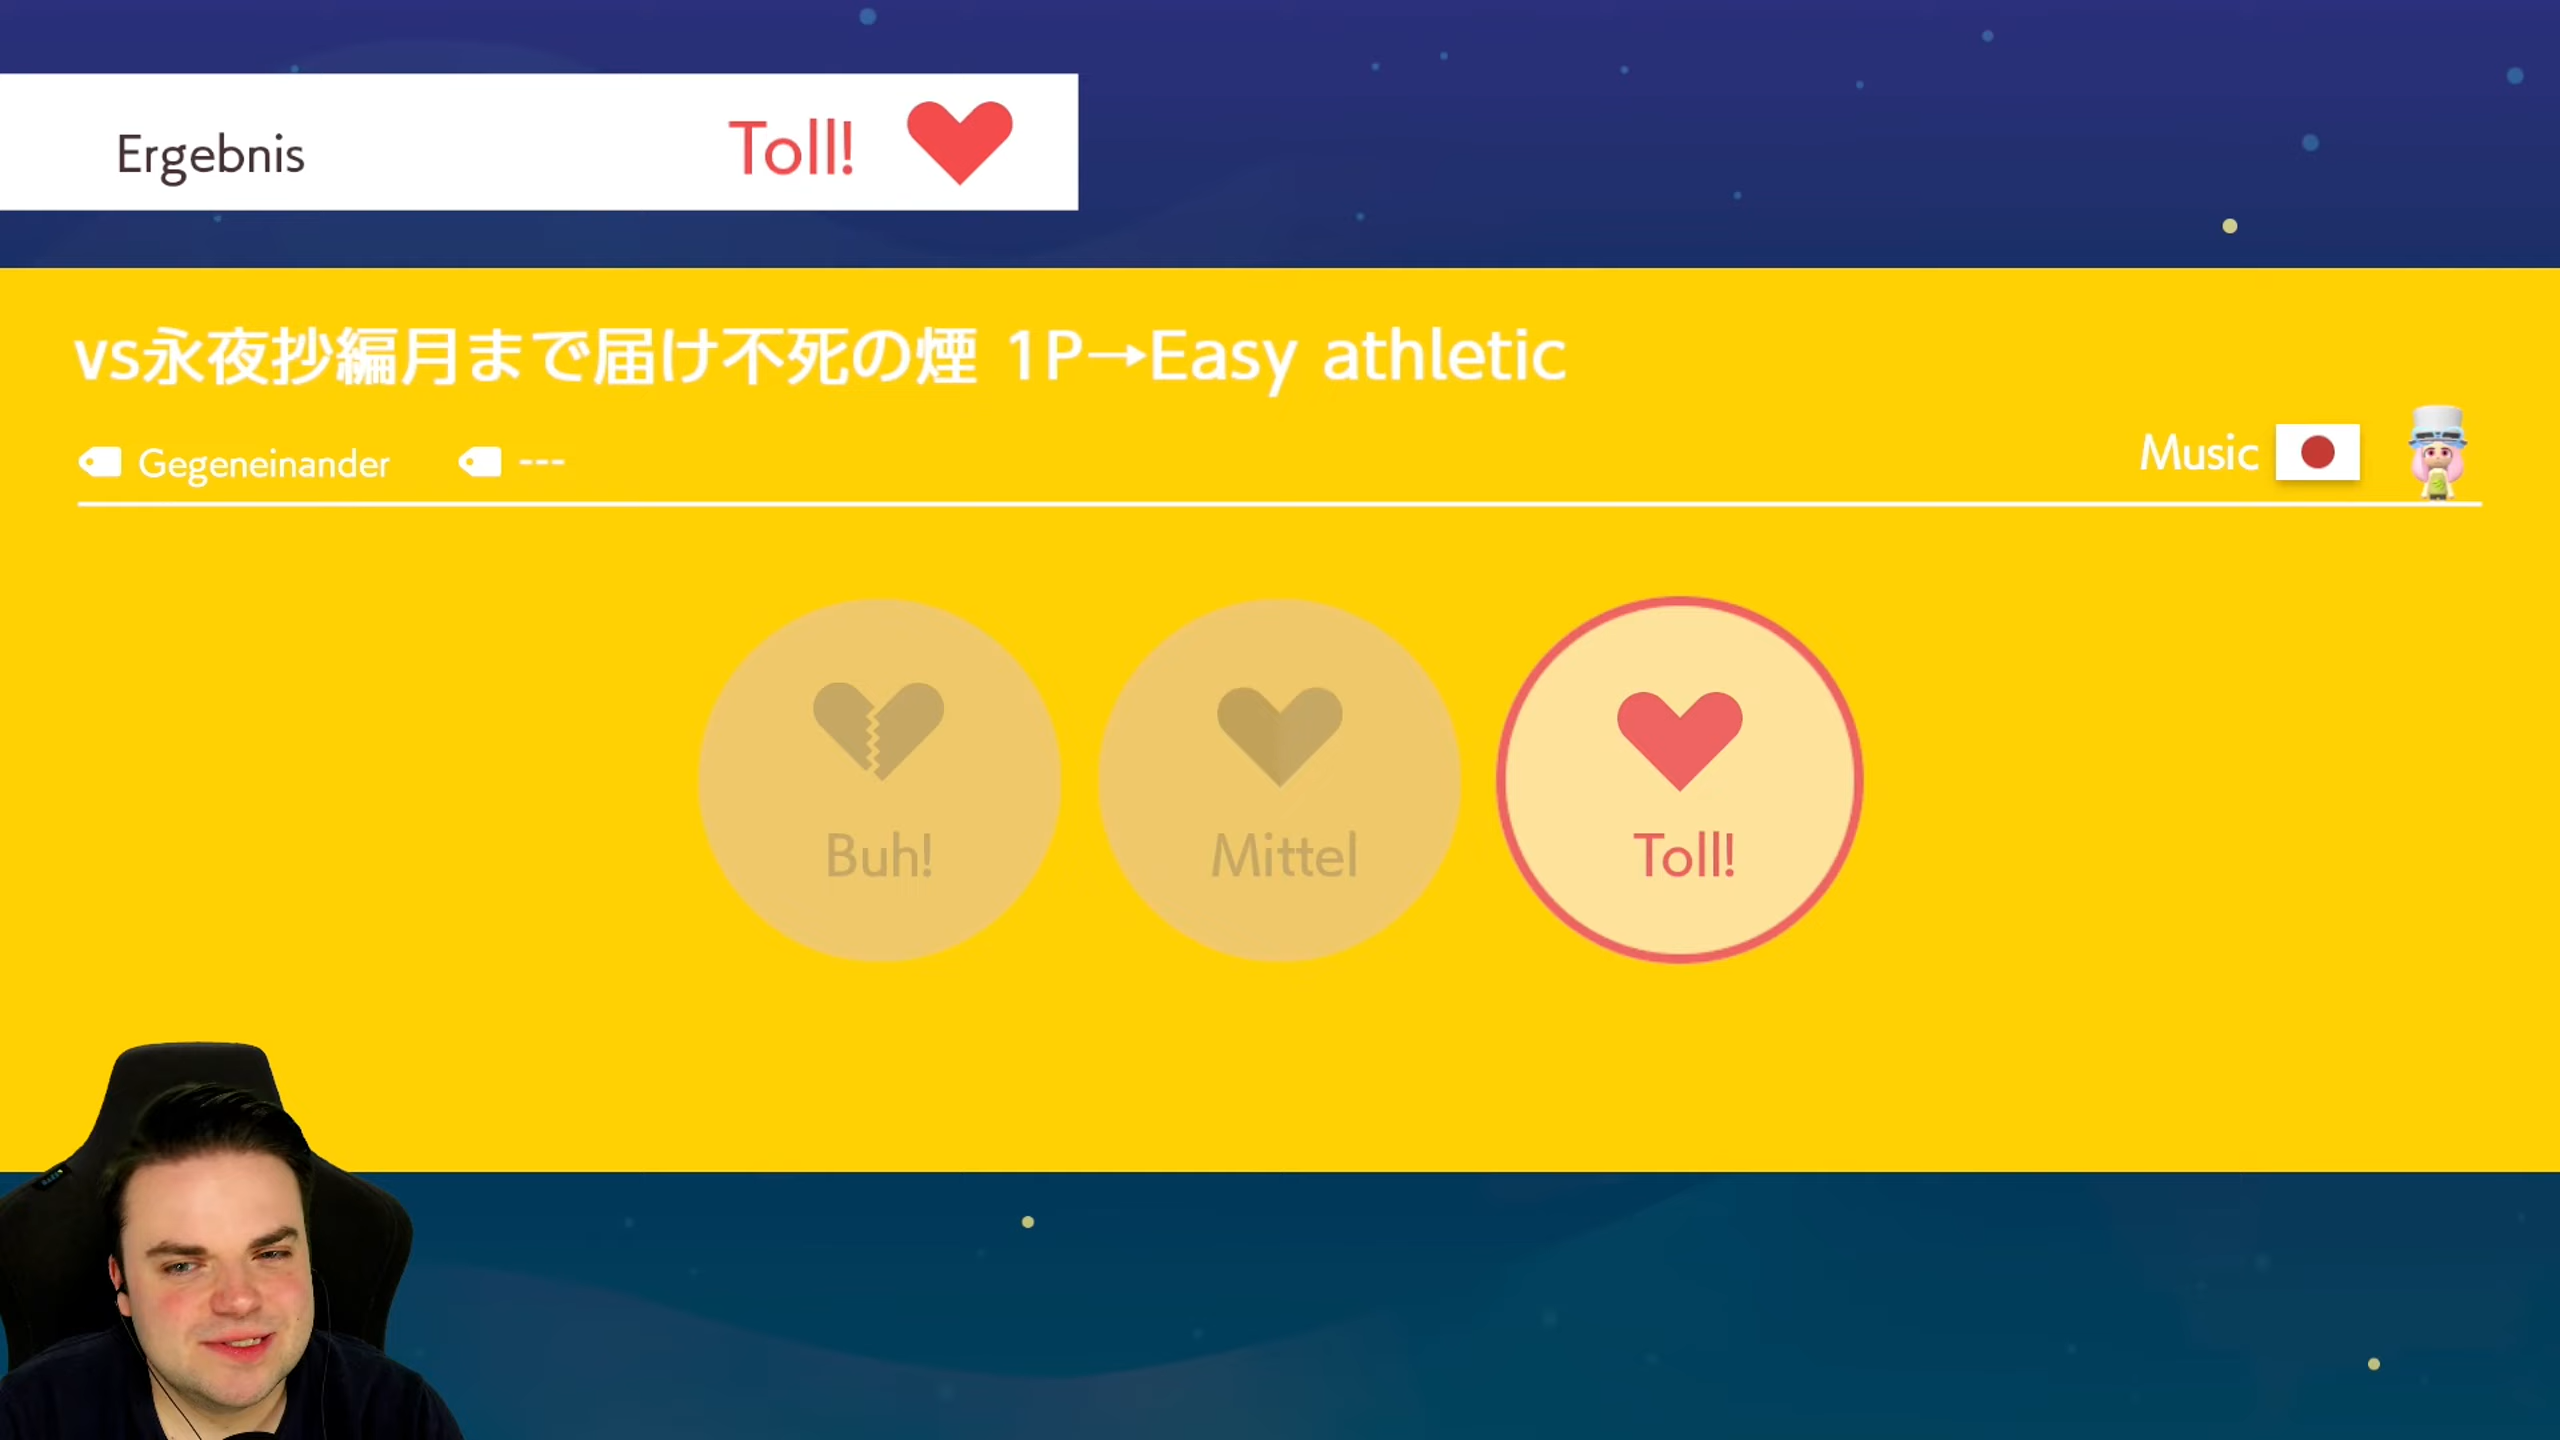 Ergebnis
Toll!
vs永夜抄編月まで届け不死の煙 1P→Easy athletic
Gegeneinander
---
Music
Buh!
Mittel
Toll!